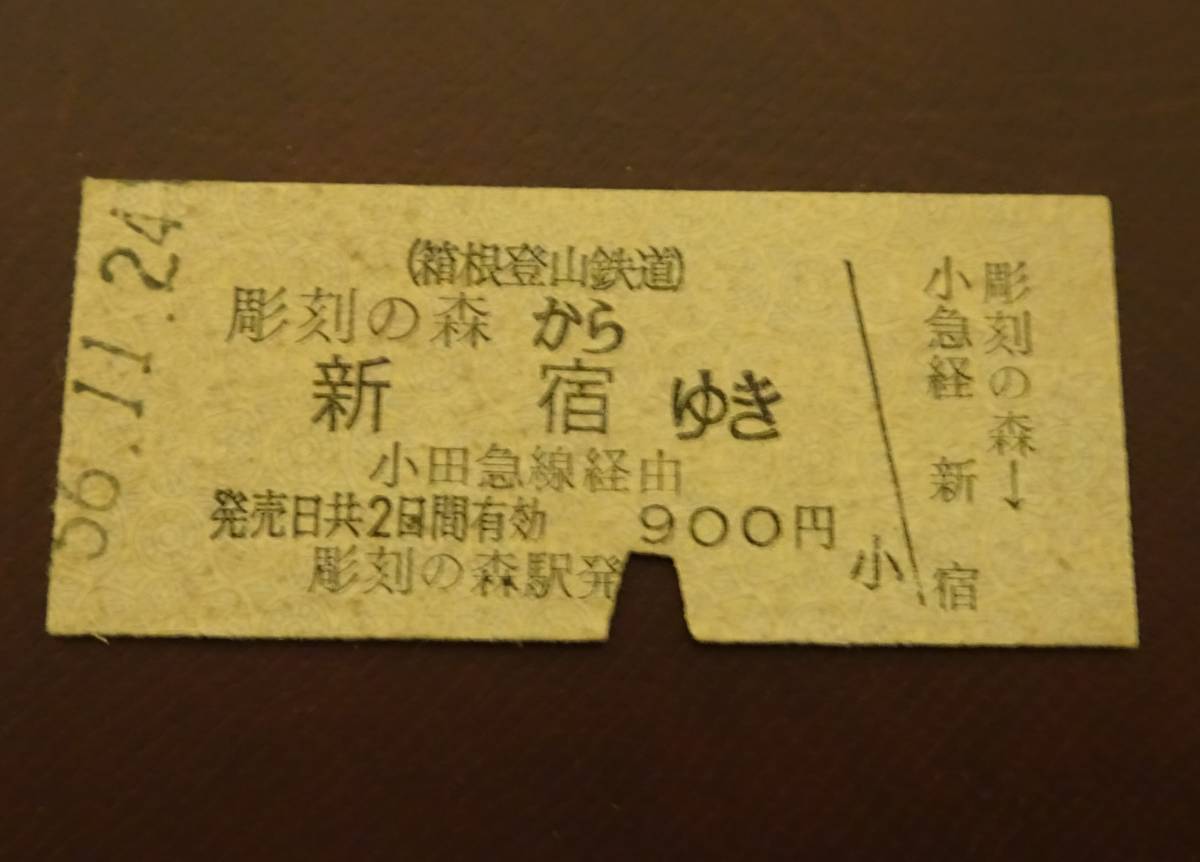 56.11.24
(箱根登山鉄道)
彫刻の森から
新宿ゆき
小田急線経由
発売日共2日間有効 900円
彫刻の森駅発
小
彫刻の森→
小急経 新宿